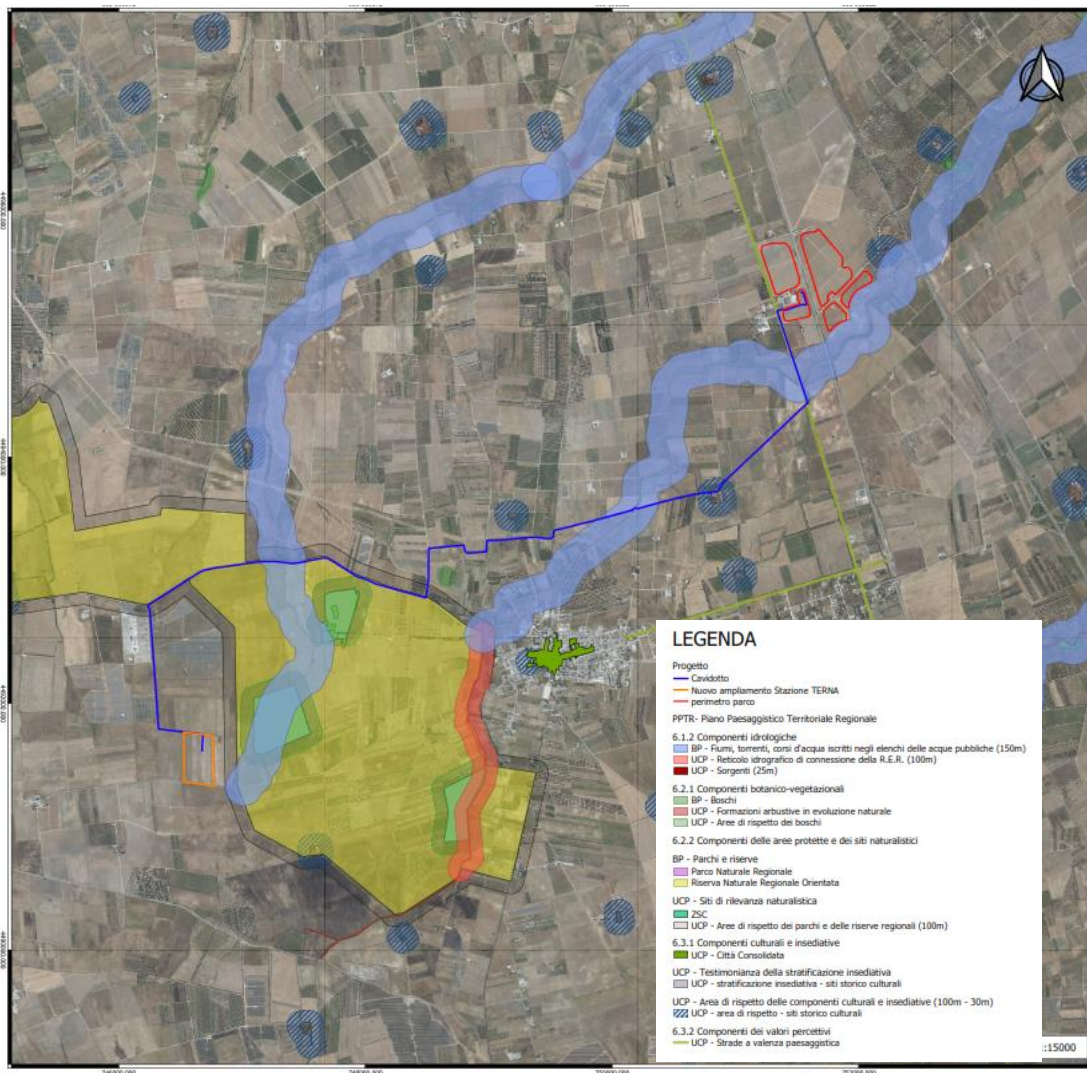 LEGENDA
Progetto
Cavidotto
Nuovo ampliamento Stazione TERNA
perimetro parco
PPTR- Piano Paesaggistico Territoriale Regionale
6.1.2 Componenti idrologiche
BP - Fiumi, torrenti, corsi d'acqua iscritti negli elenchi delle acque pubbliche (150m)
UCP - Reticolo idrografico di connessione della R.E.R. (100m)
UCP - Sorgenti (25m)
6.2.1 Componenti botanico-vegetazionali
BP - Boschi
UCP - Formazioni arbustive in evoluzione naturale
UCP - Aree di rispetto dei boschi
6.2.2 Componenti delle aree protette e dei siti naturalistici
BP - Parchi e riserve
Parco Naturale Regionale
Riserva Naturale Regionale Orientata
UCP - Siti di rilevanza naturalistica
ZSC
UCP - Aree di rispetto dei parchi e delle riserve regionali (100m)
6.3.1 Componenti culturali e insediative
UCP - Città Consolidata
UCP - Testimonianza della stratificazione insediativa
UCP - stratificazione insediativa - siti storico culturali
UCP - Area di rispetto delle componenti culturali e insediative (100m - 30m)
UCP - area di rispetto - siti storico culturali
6.3.2 Componenti dei valori percettivi
UCP - Strade a valenza paesaggistica
:15000